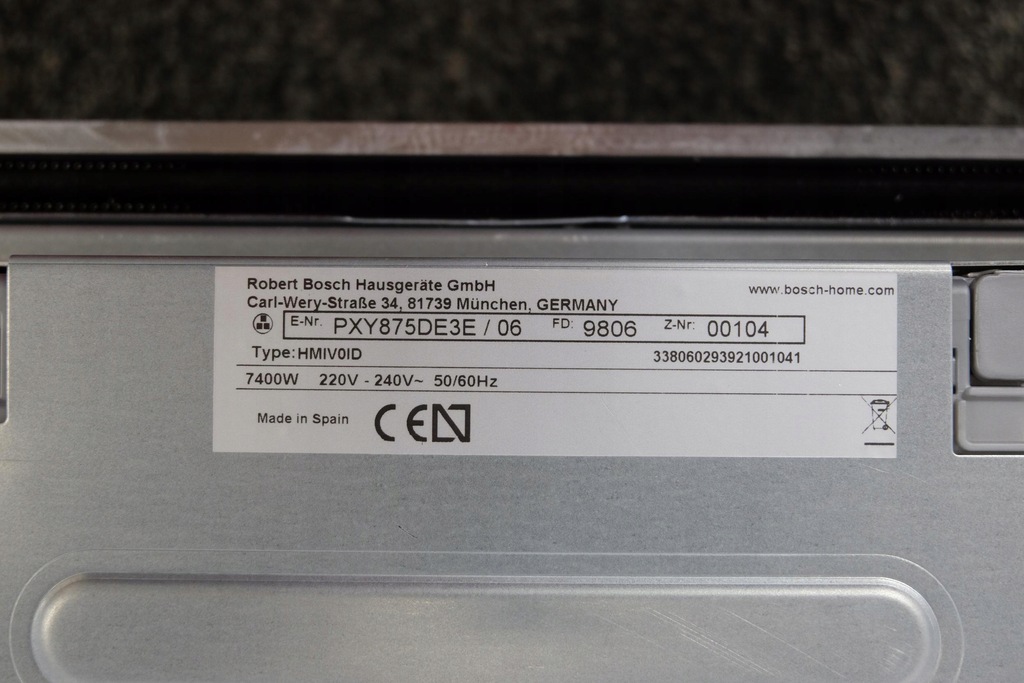 Robert Bosch Hausgeräte GmbH
www.bosch-home.com
Carl-Wery-Straße 34, 81739 München, GERMANY
E-Nr. PXY875DE3E / 06 FD: 9806 Z-Nr: 00104
Type: HMIV0ID
338060293921001041
7400W 220V - 240V~ 50/60Hz
Made in Spain
CE N